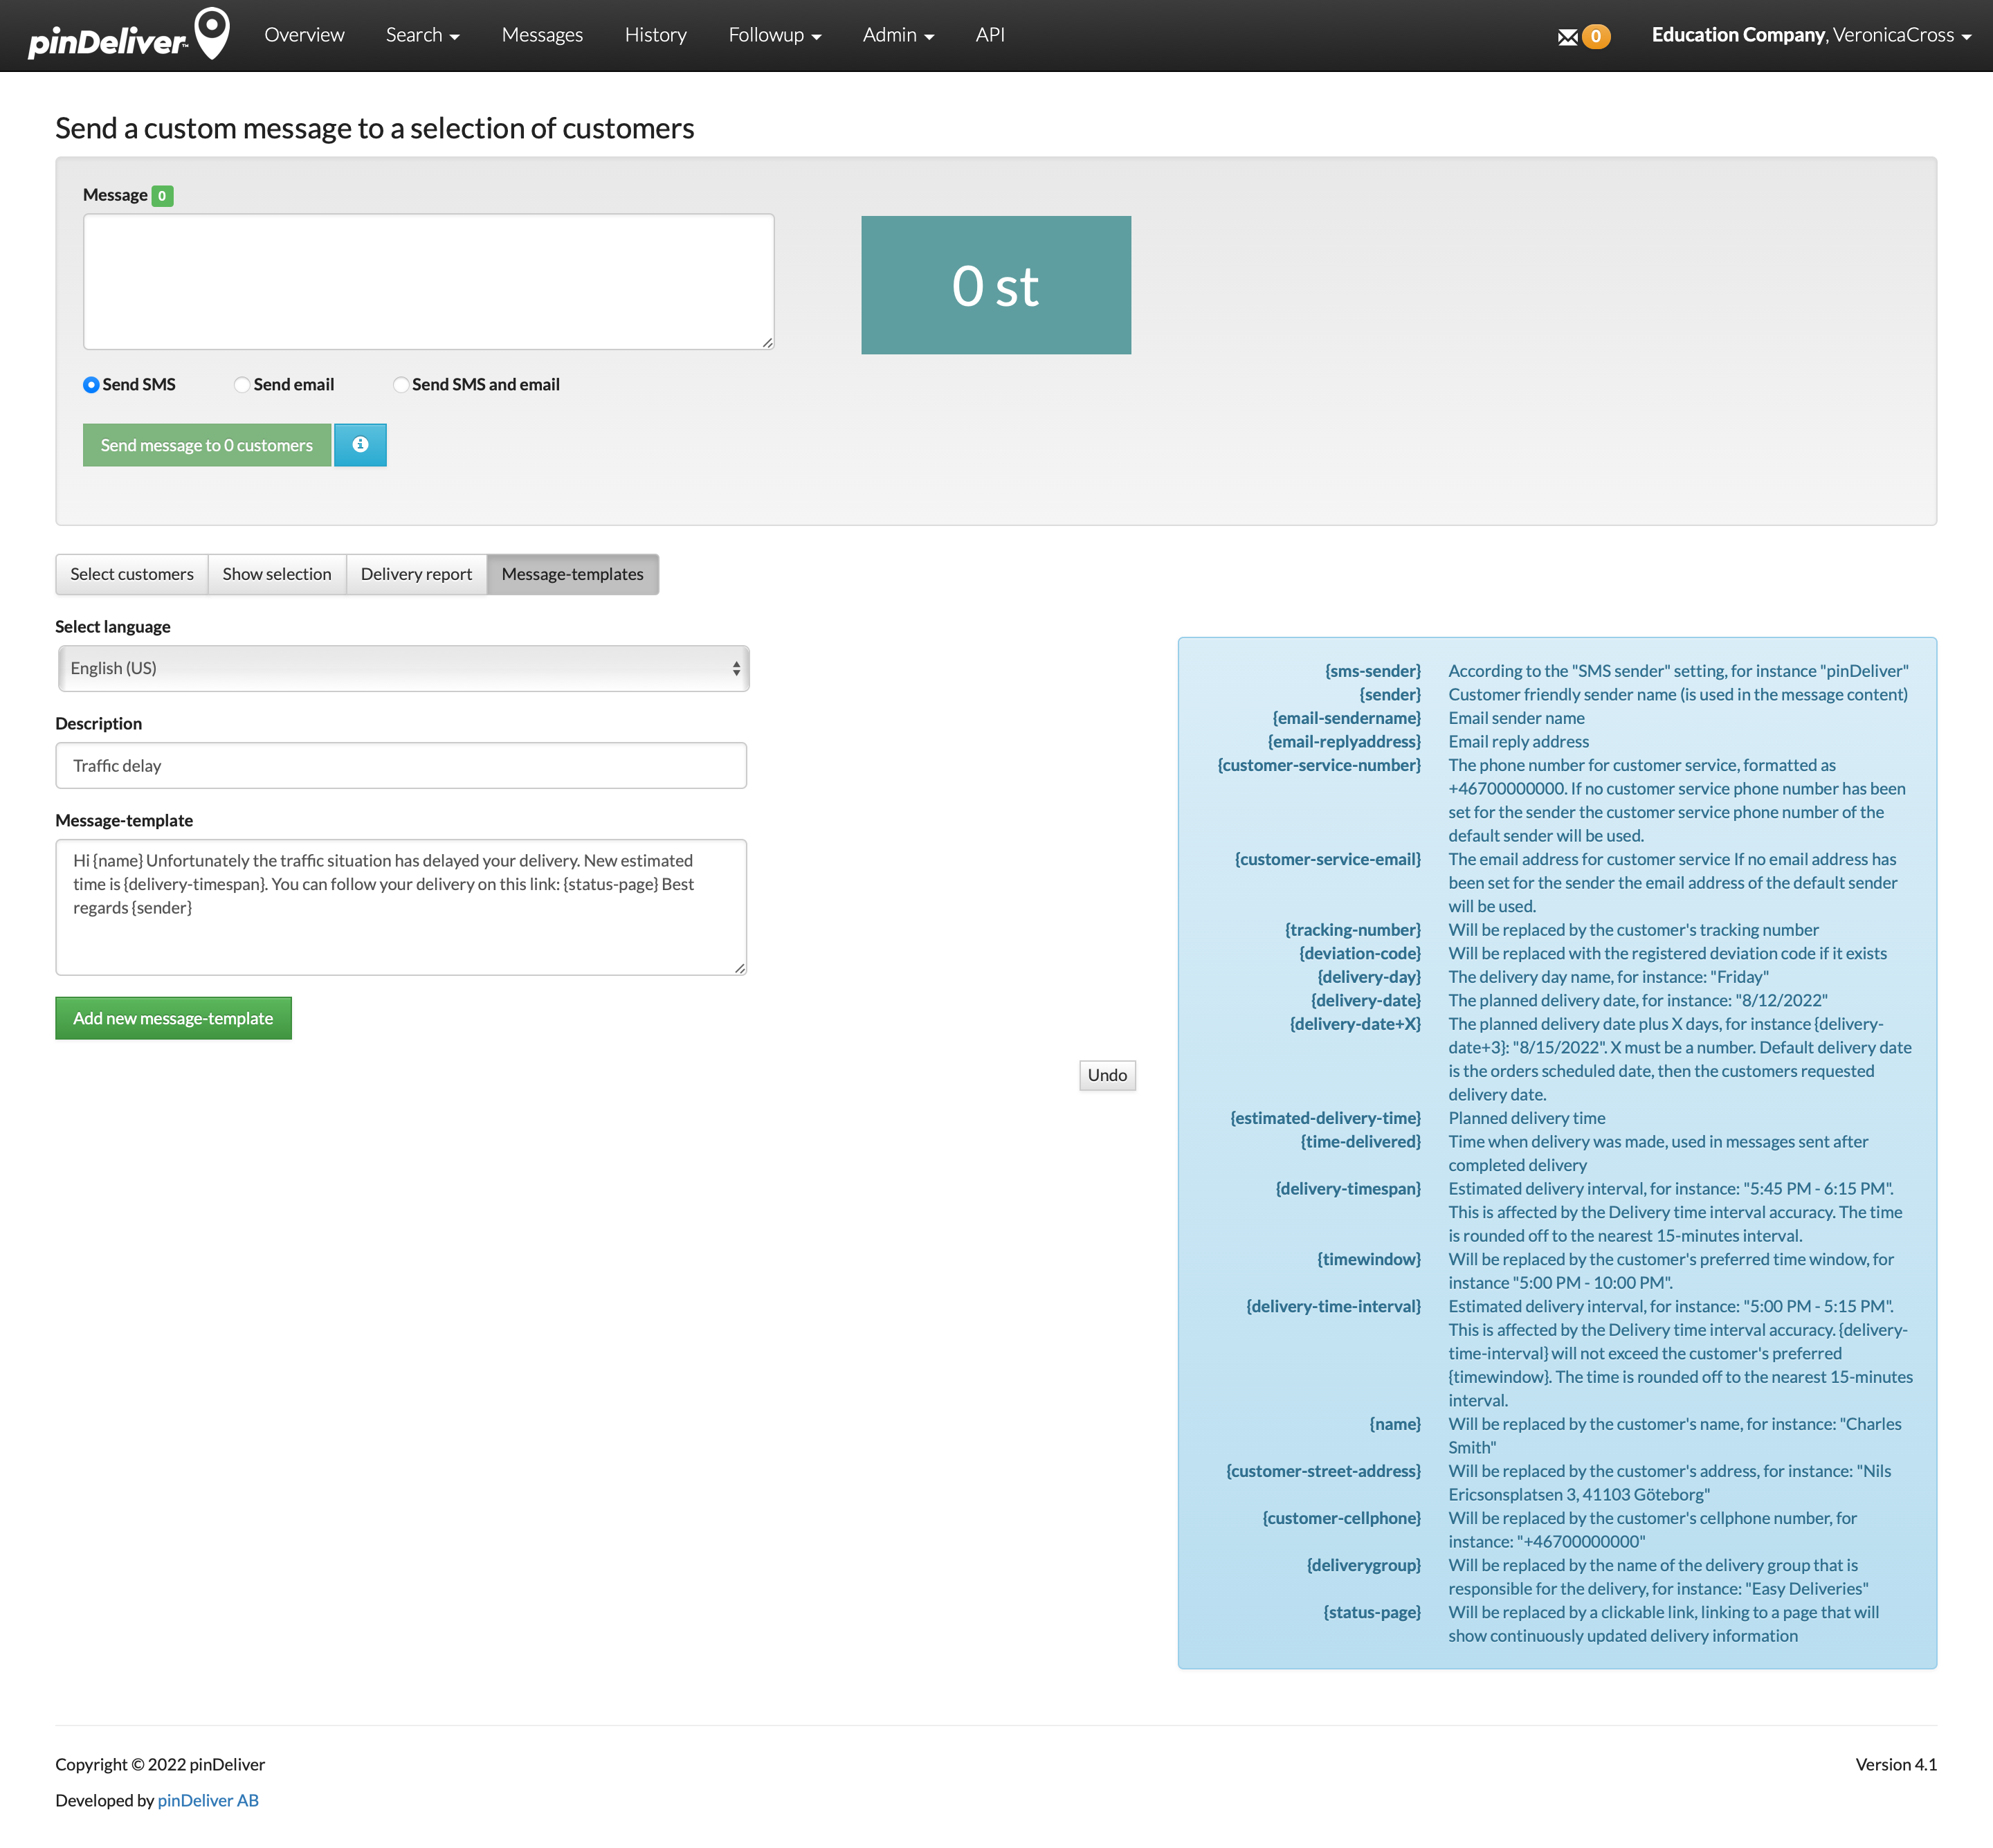 pinDeliver™ Overview Search Messages History Followup Admin API 0 Education Company, VeronicaCross
Send a custom message to a selection of customers
Message 0
0 st
Send SMS Send email Send SMS and email
Send message to 0 customers
Select customers Show selection Delivery report Message-templates
Select language
English (US)
Description
Traffic delay
Message-template
Hi {name} Unfortunately the traffic situation has delayed your delivery. New estimated
time is {delivery-timespan}. You can follow your delivery on this link: {status-page} Best
regards {sender}
Add new message-template
Undo
{sms-sender} According to the "SMS sender" setting, for instance "pinDeliver"
{sender} Customer friendly sender name (is used in the message content)
{email-sendername} Email sender name
{email-replyaddress} Email reply address
{customer-service-number} The phone number for customer service, formatted as
+46700000000. If no customer service phone number has been
set for the sender the customer service phone number of the
default sender will be used.
{customer-service-email} The email address for customer service If no email address has
been set for the sender the email address of the default sender
will be used.
{tracking-number} Will be replaced by the customer's tracking number
{deviation-code} Will be replaced with the registered deviation code if it exists
{delivery-day} The delivery day name, for instance: "Friday"
{delivery-date} The planned delivery date, for instance: "8/12/2022"
{delivery-date+X} The planned delivery date plus X days, for instance {delivery-
date+3}: "8/15/2022". X must be a number. Default delivery date
is the orders scheduled date, then the customers requested
delivery date.
{estimated-delivery-time} Planned delivery time
{time-delivered} Time when delivery was made, used in messages sent after
completed delivery
{delivery-timespan} Estimated delivery interval, for instance: "5:45 PM - 6:15 PM".
This is affected by the Delivery time interval accuracy. The time
is rounded off to the nearest 15-minutes interval.
{timewindow} Will be replaced by the customer's preferred time window, for
instance "5:00 PM - 10:00 PM".
{delivery-time-interval} Estimated delivery interval, for instance: "5:00 PM - 5:15 PM".
This is affected by the Delivery time interval accuracy. {delivery-
time-interval} will not exceed the customer's preferred
{timewindow}. The time is rounded off to the nearest 15-minutes
interval.
{name} Will be replaced by the customer's name, for instance: "Charles
Smith"
{customer-street-address} Will be replaced by the customer's address, for instance: "Nils
Ericsonsplatsen 3, 41103 Göteborg"
{customer-cellphone} Will be replaced by the customer's cellphone number, for
instance: "+46700000000"
{deliverygroup} Will be replaced by the name of the delivery group that is
responsible for the delivery, for instance: "Easy Deliveries"
{status-page} Will be replaced by a clickable link, linking to a page that will
show continuously updated delivery information
Copyright © 2022 pinDeliver Version 4.1
Developed by pinDeliver AB